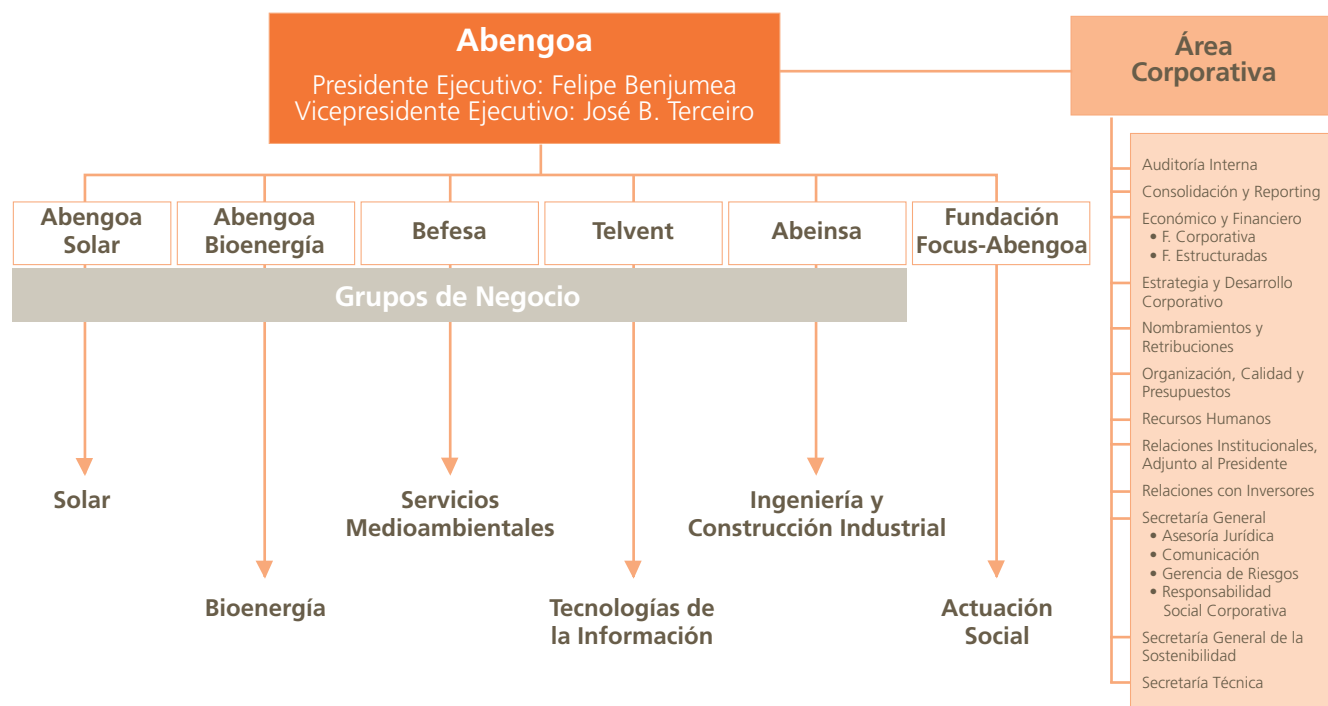 Abengoa
Presidente Ejecutivo: Felipe Benjumea
Vicepresidente Ejecutivo: José B. Terceiro
Área
Corporativa
Abengoa
Solar
Abengoa
Bioenergía
Befesa
Telvent
Abeinsa
Fundación
Focus-Abengoa
Grupos de Negocio
Solar
Bioenergía
Servicios
Medioambientales
Tecnologías de
la Información
Ingeniería y
Construcción Industrial
Actuación
Social
Auditoría Interna
Consolidación y Reporting
Económico y Financiero
• F. Corporativa
• F. Estructuradas
Estrategia y Desarrollo
Corporativo
Nombramientos y
Retribuciones
Organización, Calidad y
Presupuestos
Recursos Humanos
Relaciones Institucionales,
Adjunto al Presidente
Relaciones con Inversores
Secretaría General
• Asesoría Jurídica
• Comunicación
• Gerencia de Riesgos
• Responsabilidad
Social Corporativa
Secretaría General de la
Sostenibilidad
Secretaría Técnica